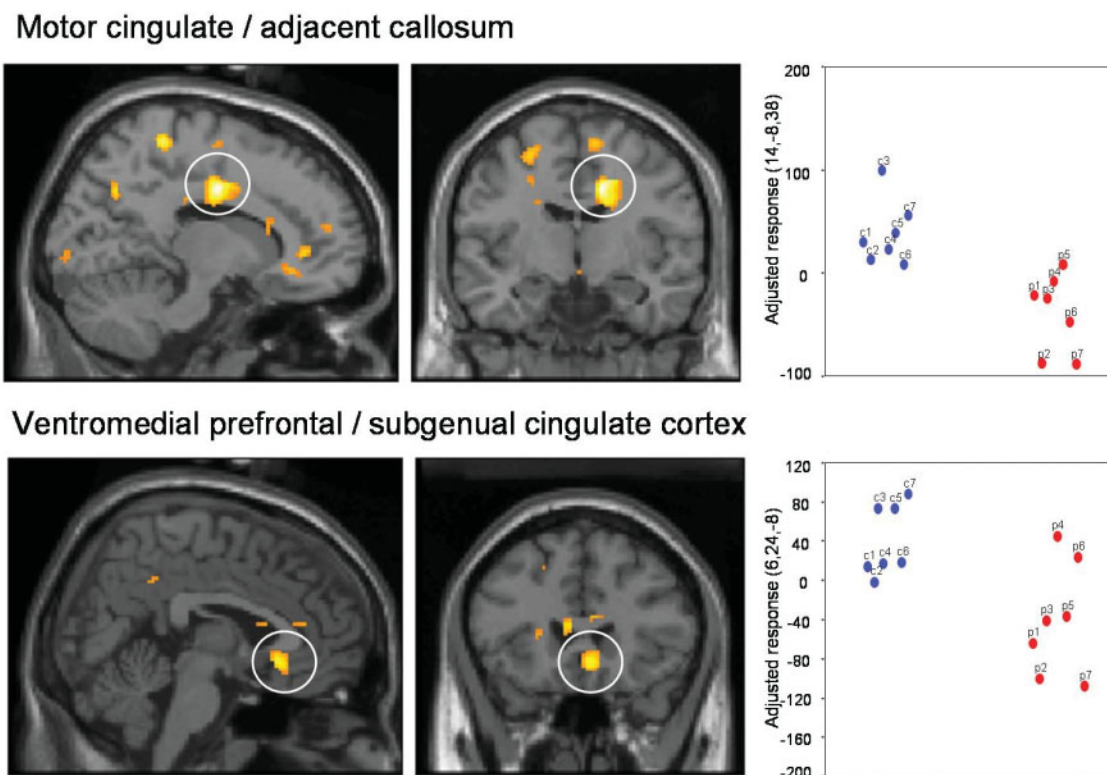 Motor cingulate / adjacent callosum
Adjusted response (14,-8,38)
200
100
0
-100
c3
c7
c5
c1
c4
c2
c6
p5
p4
p1
p3
p6
p2
p7
Ventromedial prefrontal / subgenual cingulate cortex
Adjusted response (6,24,-8)
120
80
40
0
-40
-80
-120
-160
-200
c7
c3
c5
c1
c4
c6
c2
p4
p6
p3
p5
p1
p2
p7